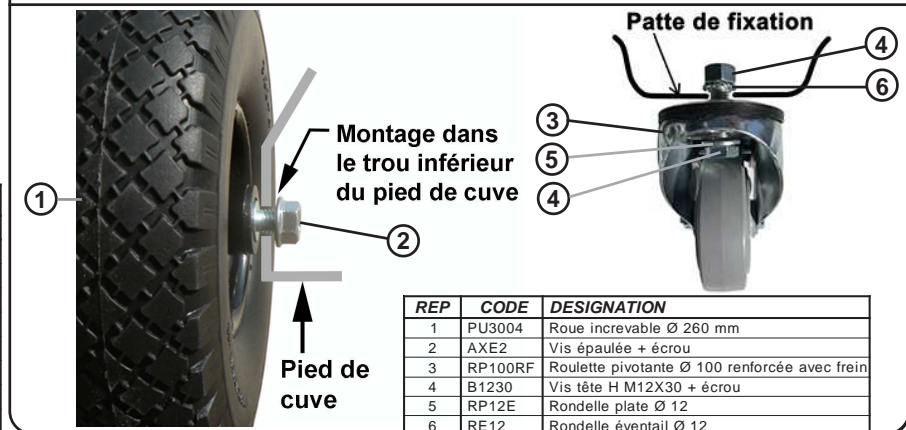 Patte de fixation
4
6
3
5
4
Montage dans
le trou inférieur
du pied de cuve
1
2
Pied de
cuve
REP CODE DESIGNATION
1 PU3004 Roue increvable Ø 260 mm
2 AXE2 Vis épaulée + écrou
3 RP100RF Roulette pivotante Ø 100 renforcée avec frein
4 B1230 Vis tête H M12X30 + écrou
5 RP12E Rondelle plate Ø 12
6 RE12 Rondelle éventail Ø 12